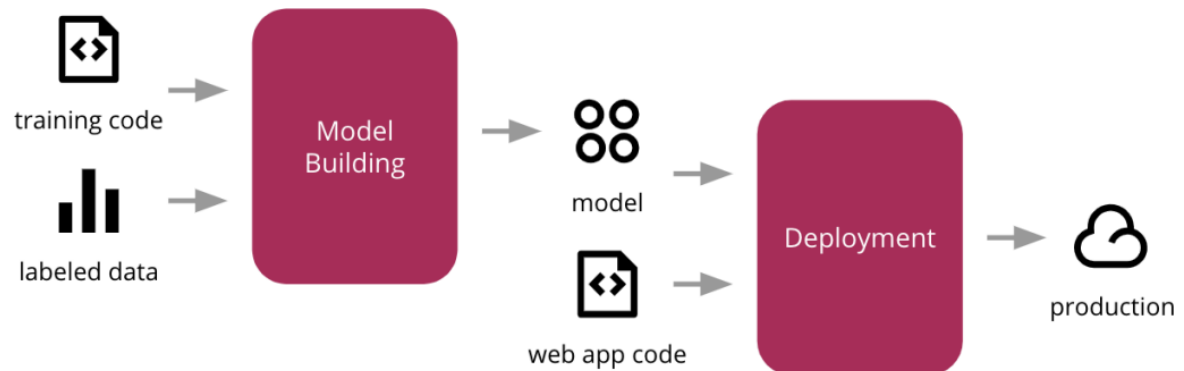 training code
labeled data
Model
Building
model
web app code
Deployment
production